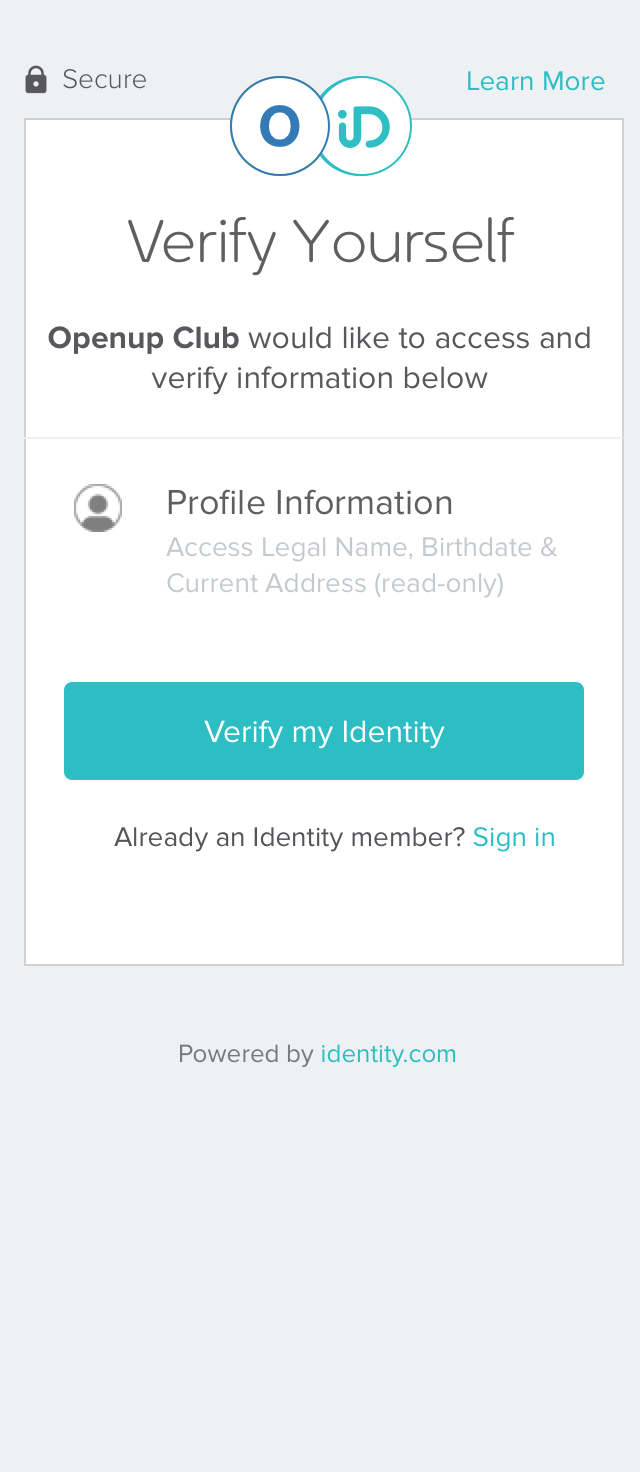 Secure
Learn More
O iD
Verify Yourself
Openup Club would like to access and
verify information below
Profile Information
Access Legal Name, Birthdate &
Current Address (read-only)
Verify my Identity
Already an Identity member? Sign in
Powered by identity.com